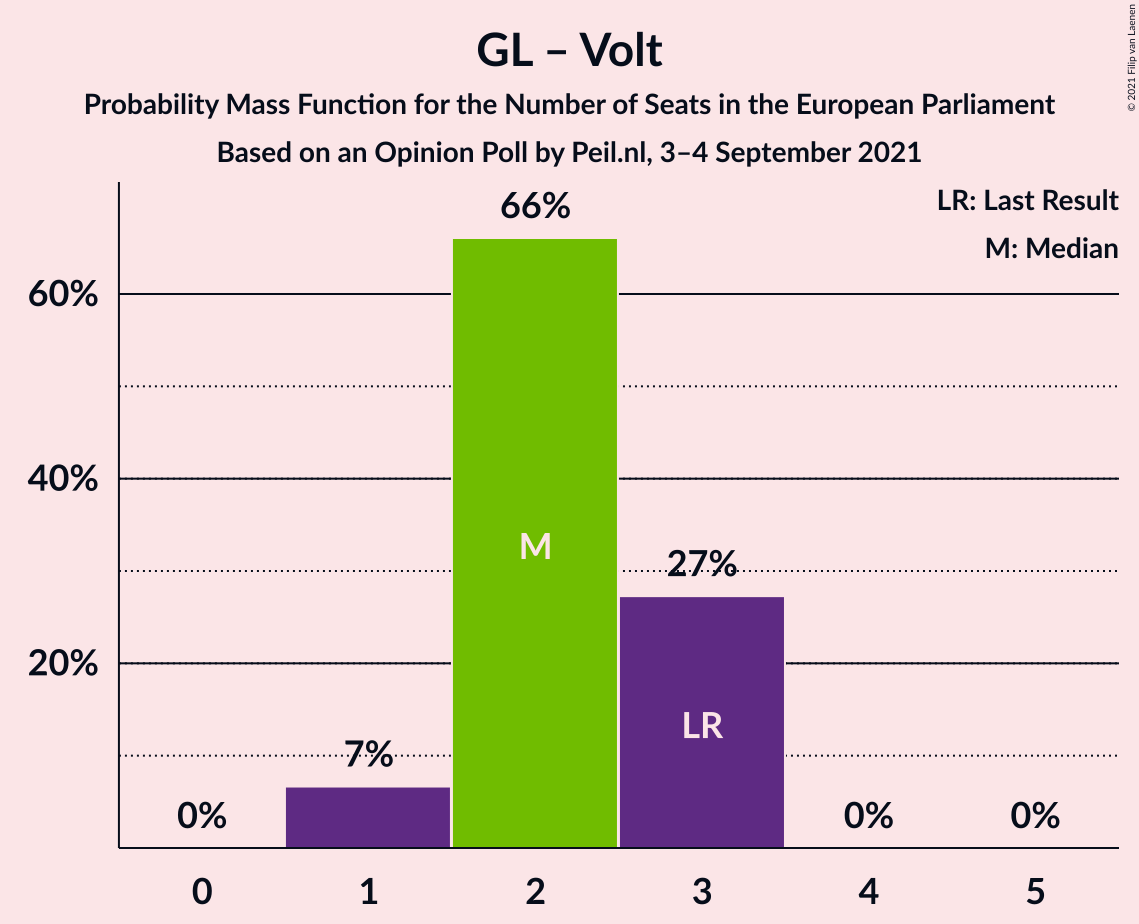 GL – Volt
Probability Mass Function for the Number of Seats in the European Parliament
Based on an Opinion Poll by Peil.nl, 3–4 September 2021
© 2021 Filip van Laenen
LR: Last Result
M: Median
66%
60%
40%
20%
M
27%
LR
7%
0%
0%
0%
0
1
2
3
4
5